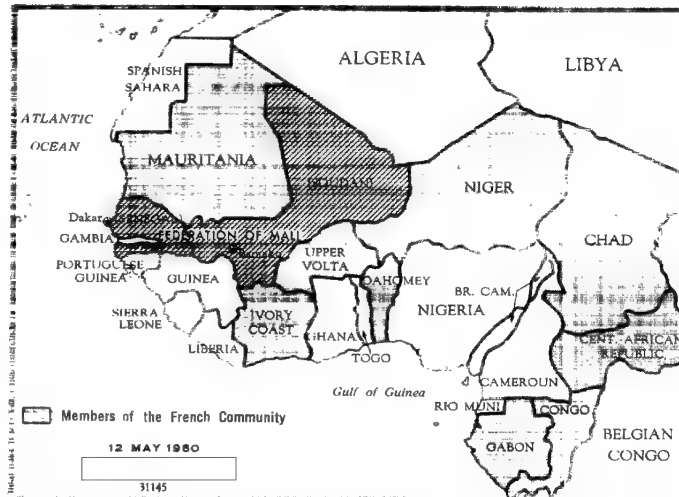 ALGERIA
LIBYA
SPANISH
SAHARA
ATLANTIC
OCEAN
MAURITANIA
SOUDAN
NIGER
CHAD
Dakar
GAMBIA
FEDERATION OF MALI
Bamako
UPPER
VOLTA
DAHOMEY
BR. CAM.
PORTUGUESE
GUINEA
GUINEA
NIGERIA
SIERRA
LEONE
IVORY
COAST
GHANA
CENT. AFRICAN
REPUBLIC
LIBERIA
TOGO
CAMEROUN
Gulf of Guinea
RIO MUNI
CONGO
Members of the French Community
GABON
BELGIAN
CONGO
12 MAY 1960
31145